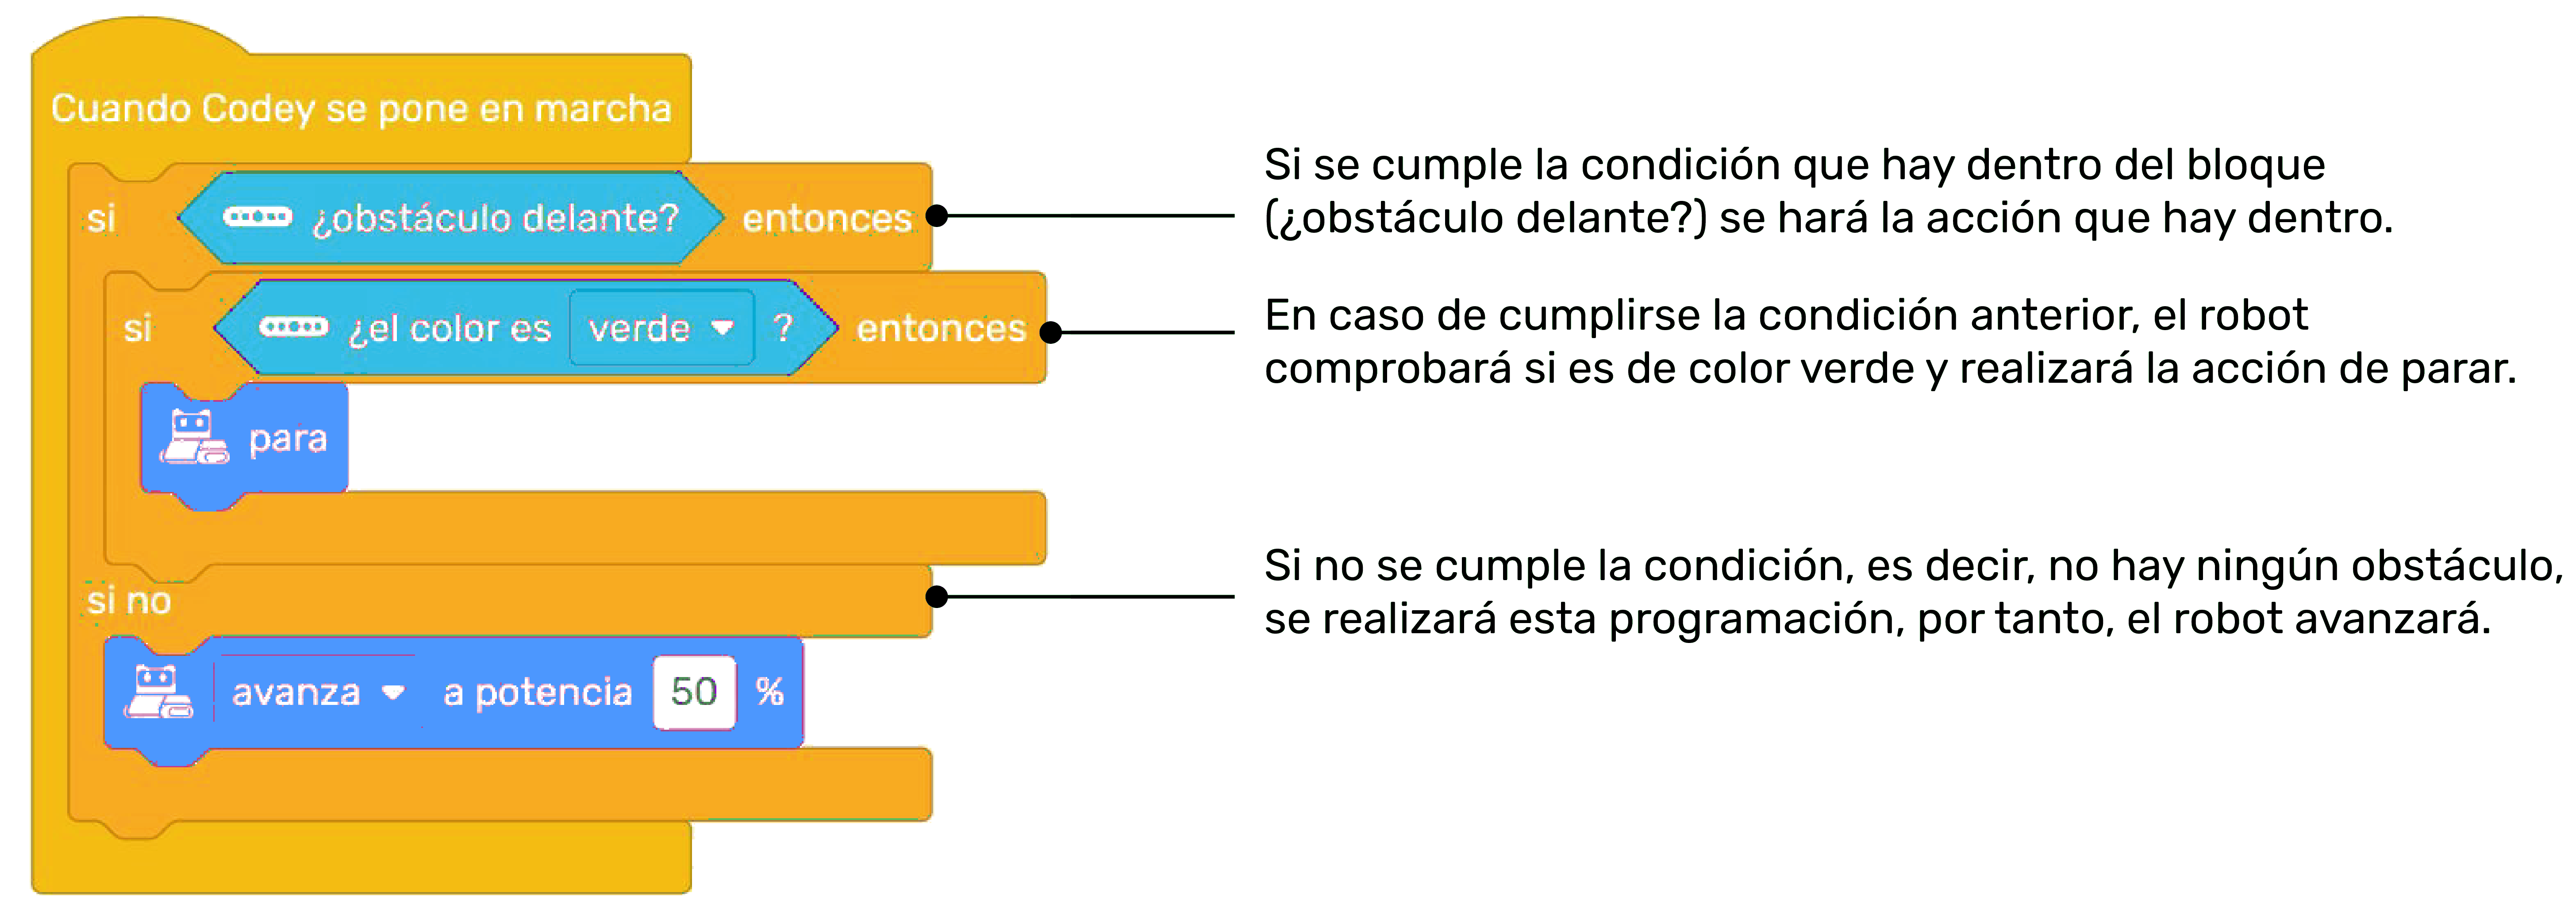 Cuando Codey se pone en marcha
si ¿obstáculo delante? entonces
Si se cumple la condición que hay dentro del bloque
(¿obstáculo delante?) se hará la acción que hay dentro.
si ¿el color es verde ? entonces
En caso de cumplirse la condición anterior, el robot
comprobará si es de color verde y realizará la acción de parar.
para
si no
Si no se cumple la condición, es decir, no hay ningún obstáculo,
se realizará esta programación, por tanto, el robot avanzará.
avanza a potencia 50 %